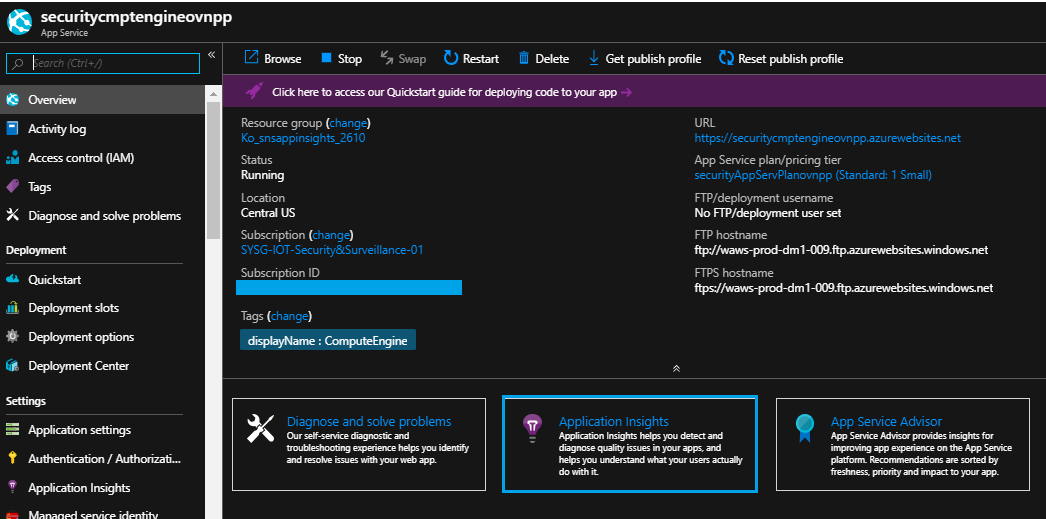 securitycmptengineovnpp
App Service
Search (Ctrl+/)
«
Overview
Activity log
Access control (IAM)
Tags
Diagnose and solve problems
Deployment
Quickstart
Deployment slots
Deployment options
Deployment Center
Settings
Application settings
Authentication / Authorizati...
Application Insights
Managed service identity
Browse
Stop
Swap
Restart
Delete
Get publish profile
Reset publish profile
Click here to access our Quickstart guide for deploying code to your app →
Resource group (change)
Ko_snsappinsights_2610
Status
Running
Location
Central US
Subscription (change)
SYSG-IOT-Security&Surveillance-01
Subscription ID
Tags (change)
displayName : ComputeEngine
URL
https://securitycmptengineovnpp.azurewebsites.net
App Service plan/pricing tier
securityAppServPlanovnpp (Standard: 1 Small)
FTP/deployment username
No FTP/deployment user set
FTP hostname
ftp://waws-prod-dm1-009.ftp.azurewebsites.windows.net
FTPS hostname
ftps://waws-prod-dm1-009.ftp.azurewebsites.windows.net
Diagnose and solve problems
Our self-service diagnostic and
troubleshooting experience helps you identify
and resolve issues with your web app.
Application Insights
Application Insights helps you detect and
diagnose quality issues in your apps, and
helps you understand what your users actually
do with it.
App Service Advisor
App Service Advisor provides insights for
improving app experience on the App Service
platform. Recommendations are sorted by
freshness, priority and impact to your app.